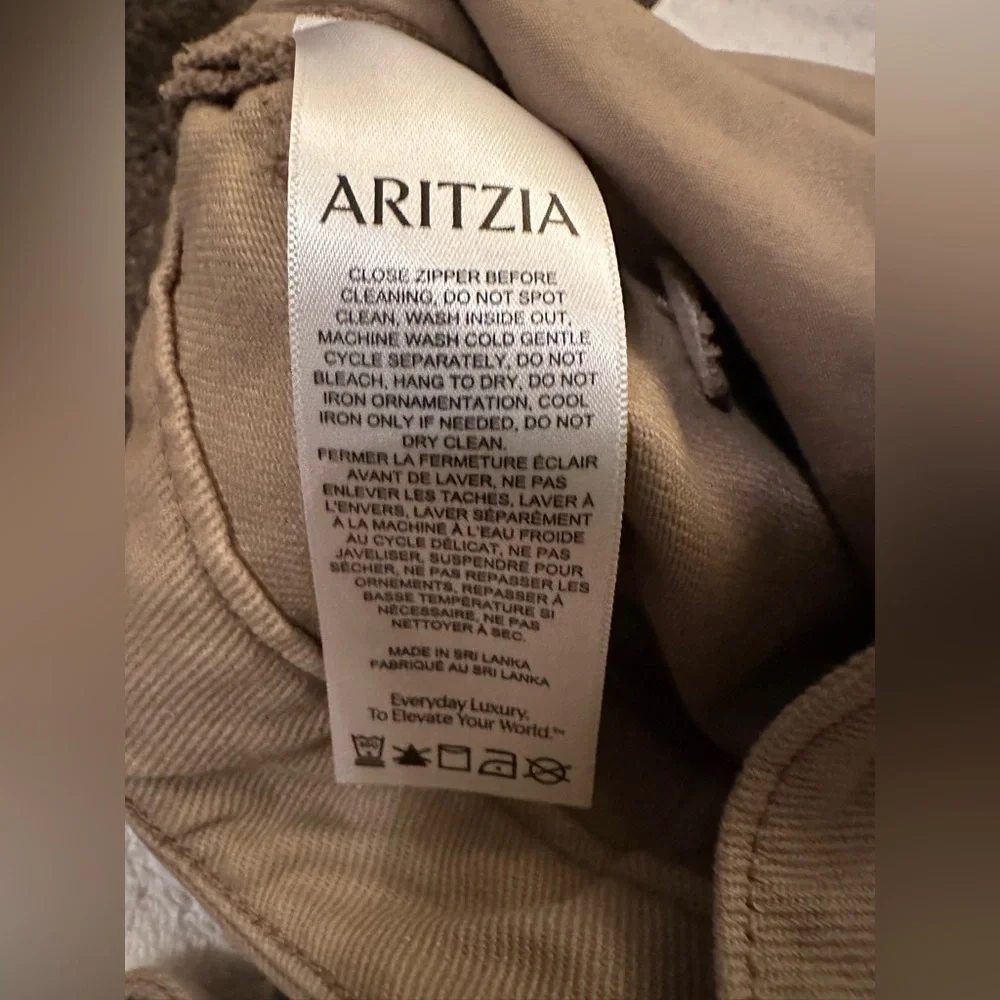 ARITZIA
CLOSE ZIPPER BEFORE
CLEANING, DO NOT SPOT
CLEAN, WASH INSIDE OUT,
MACHINE WASH COLD GENTLE
CYCLE SEPARATELY, DO NOT
BLEACH, HANG TO DRY, DO NOT
IRON ORNAMENTATION, COOL
IRON ONLY IF NEEDED, DO NOT
DRY CLEAN.
FERMER LA FERMETURE ÉCLAIR
AVANT DE LAVER, NE PAS
ENLEVER LES TACHES, LAVER À
L'ENVERS, LAVER SÉPARÉMENT
À LA MACHINE À L'EAU FROIDE
AU CYCLE DÉLICAT, NE PAS
JAVELISER, SUSPENDRE POUR
SÉCHER, NE PAS REPASSER LES
ORNEMENTS, REPASSER À
BASSE TEMPÉRATURE SI
NÉCESSAIRE, NE PAS
NETTOYER À SEC.
MADE IN SRI LANKA
FABRIQUÉ AU SRI LANKA
Everyday Luxury.
To Elevate Your World.™